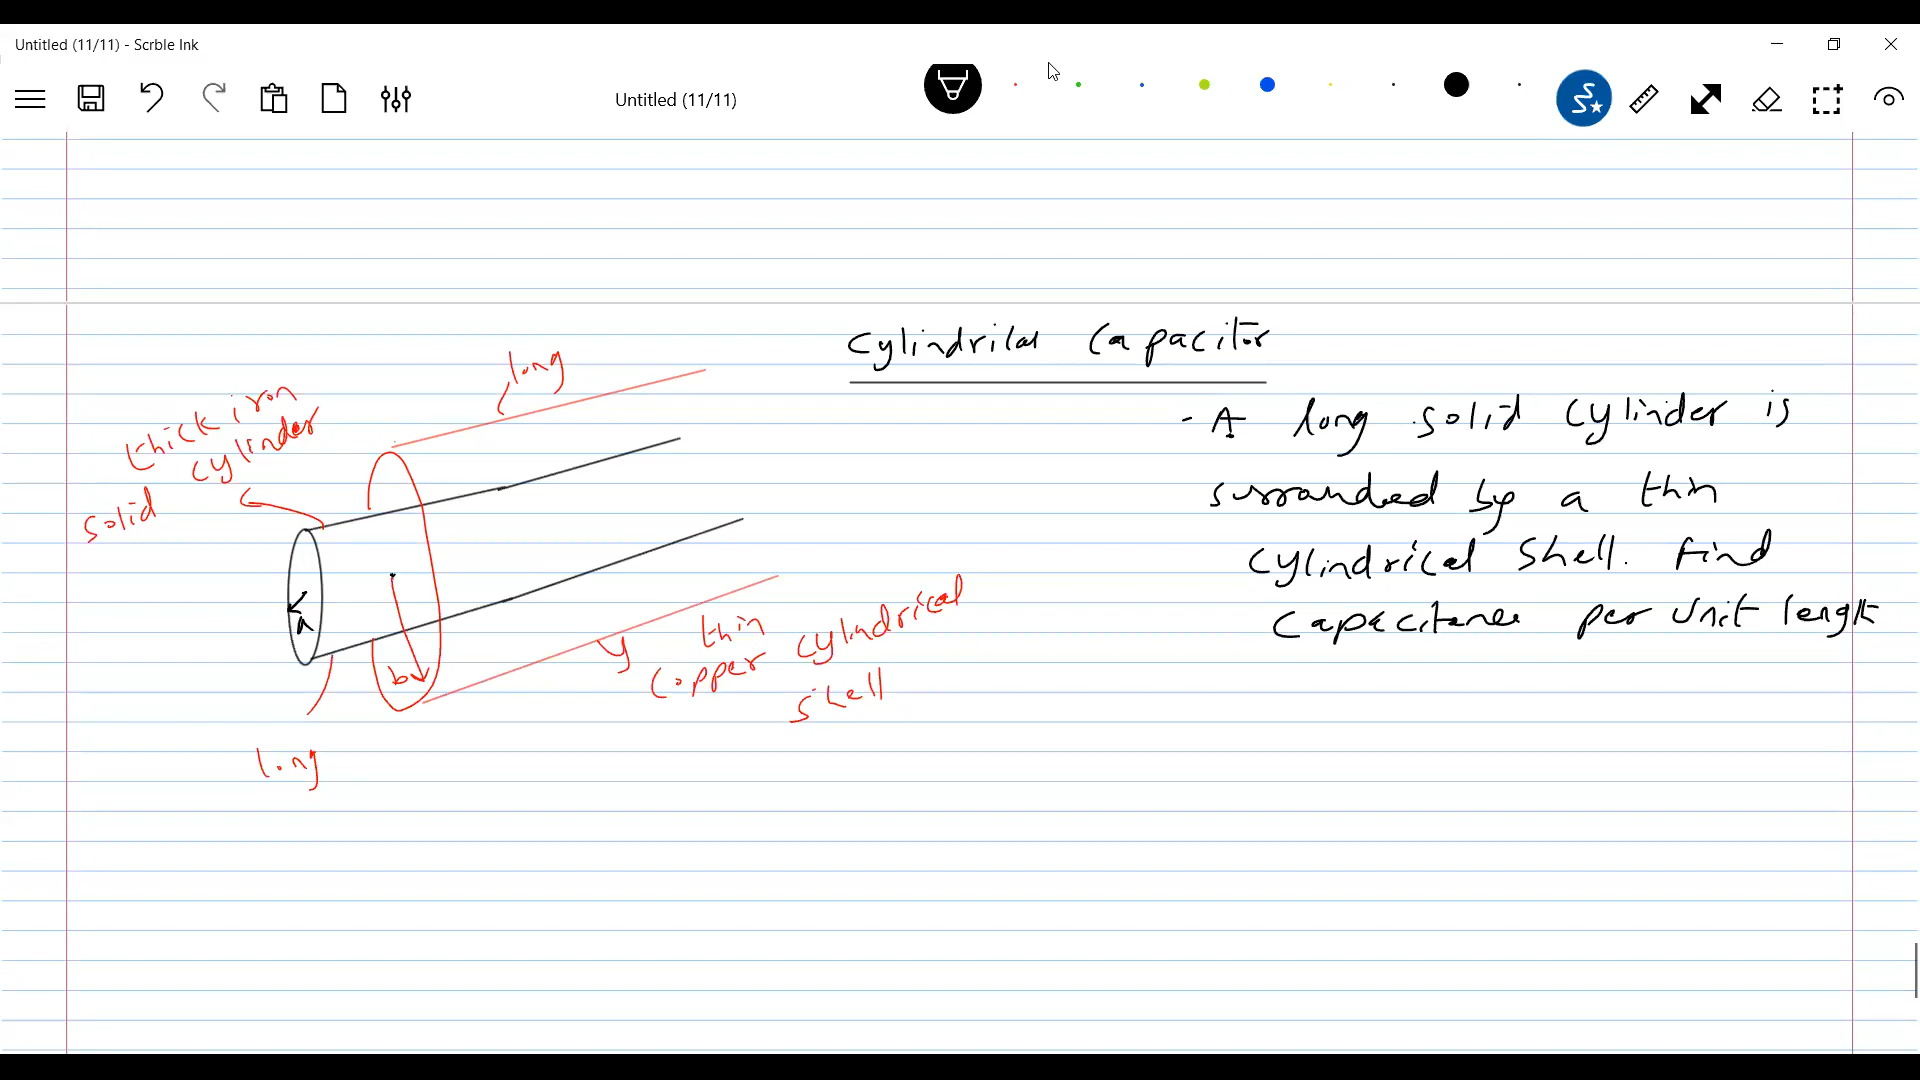 Untitled (11/11) - Scrble Ink
Untitled (11/11)
Cylindrical Capacitor
long
thick iron
cylinder
solid
- A long solid cylinder is
surrounded by a thin
cylindrical shell. find
capacitance per unit length
a
b
thin
copper cylindrical
shell
long